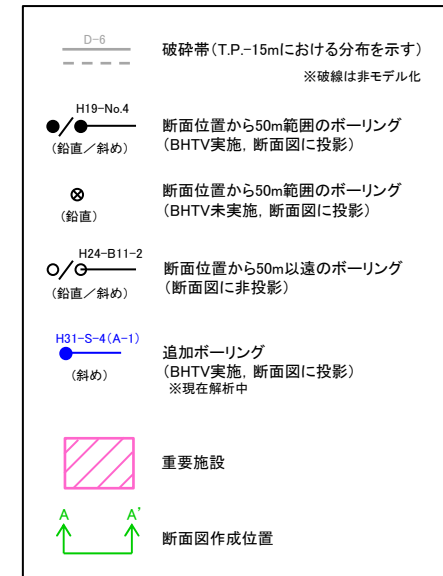 D-6
破砕帯(T.P.-15mにおける分布を示す)
※破線は非モデル化
H19-No.4
(鉛直/斜め)
断面位置から50m範囲のボーリング
(BHTV実施, 断面図に投影)
(鉛直)
断面位置から50m範囲のボーリング
(BHTV未実施, 断面図に投影)
H24-B11-2
(鉛直/斜め)
断面位置から50m以遠のボーリング
(断面図に非投影)
H31-S-4(A-1)
(斜め)
追加ボーリング
(BHTV実施, 断面図に投影)
※現在解析中
重要施設
A A'
断面図作成位置